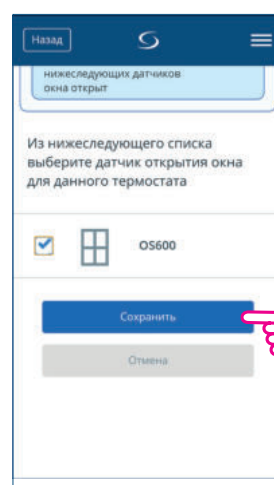 Назад
нижеследующих датчиков
окна открыт
Из нижеследующего списка
выберите датчик открытия окна
для данного термостата
OS600
Сохранить
Отмена